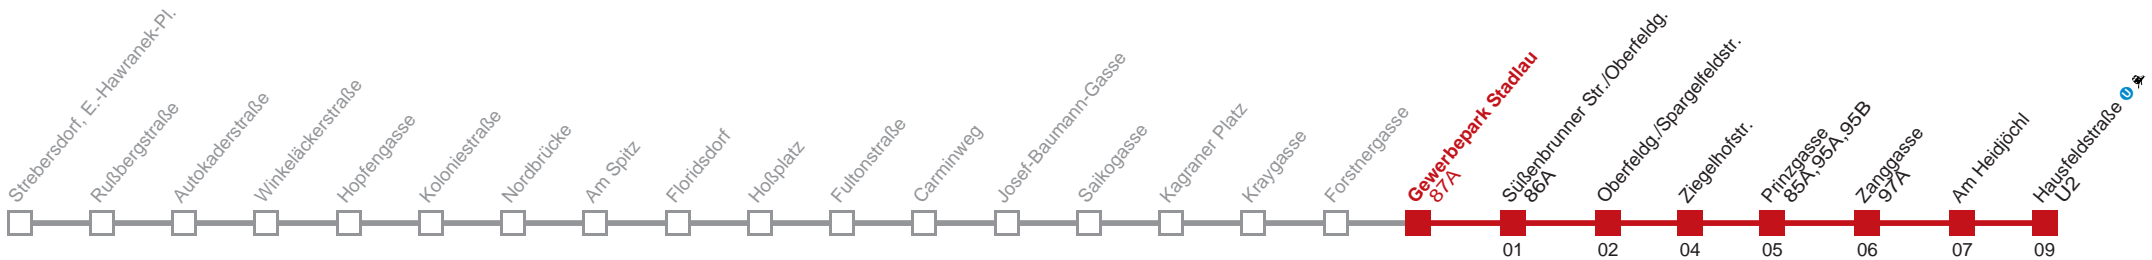 Strebersdorf, E.-Hawranek-Pl.
Rußbergstraße
Autokaderstraße
Winkeläckerstraße
Hopfengasse
Koloniestraße
Nordbrücke
Am Spitz
Floridsdorf
Hoßplatz
Fultonstraße
Carminweg
Josef-Baumann-Gasse
Saikogasse
Kagraner Platz
Kraygasse
Forstnergasse
Gewerbepark Stadlau
87A
Süßenbrunner Str./Oberfeldg.
86A
Oberfeldg./Spargelfeldstr.
Ziegelhofstr.
Prinzgasse
85A,95A,95B
Zanggasse
97A
Am Heidjöchl
Hausfeldstraße U
U2
01
02
04
05
06
07
09